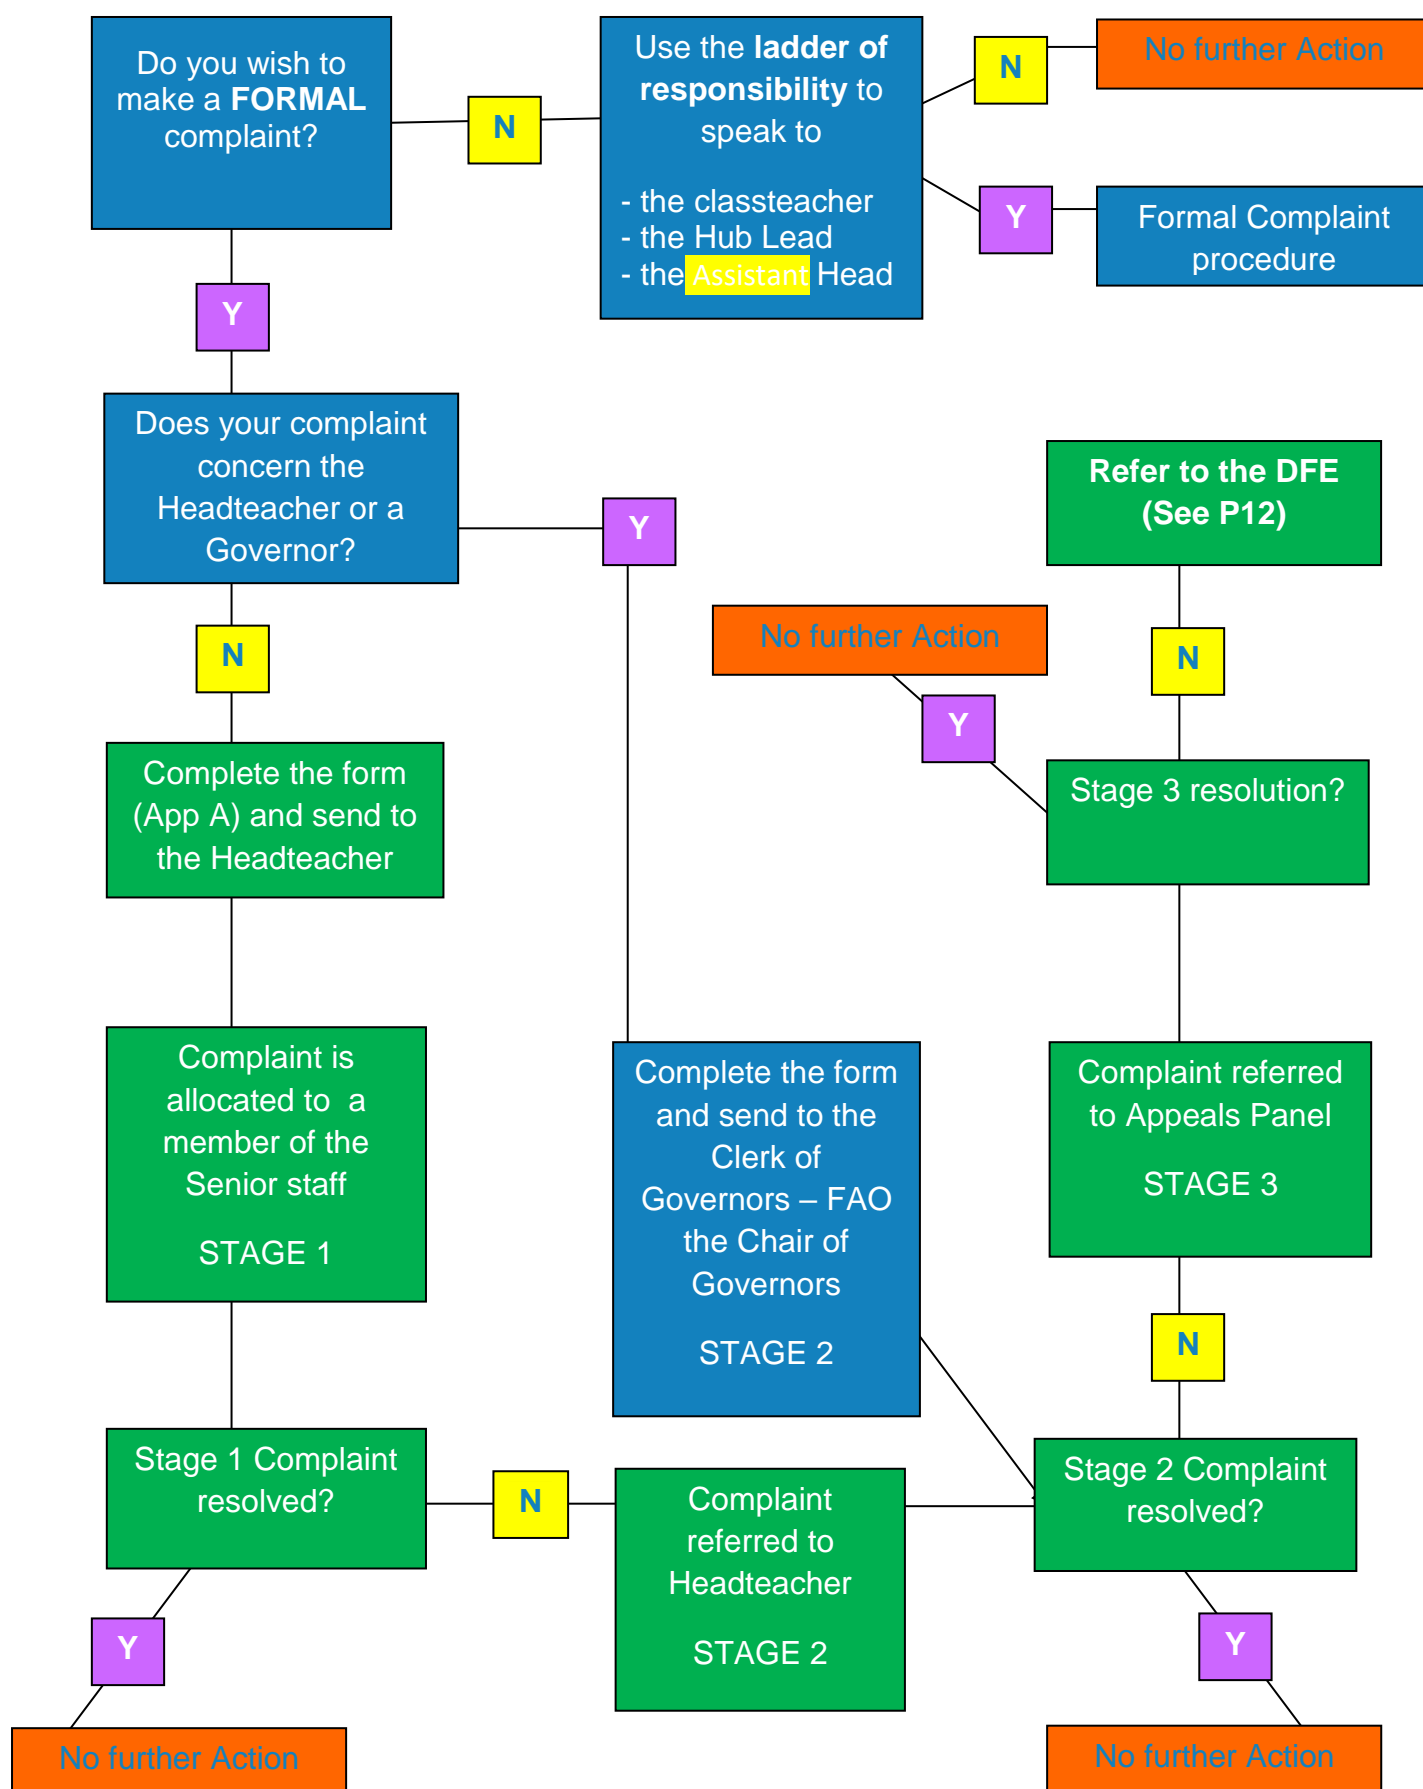 Do you wish to
make a FORMAL
complaint?
N
Use the ladder of
responsibility to
speak to
- the classteacher
- the Hub Lead
- the Assistant Head
N
No further Action
Y
Formal Complaint
procedure
Y
Does your complaint
concern the
Headteacher or a
Governor?
Y
Refer to the DFE
(See P12)
N
No further Action
N
Y
Complete the form
(App A) and send to
the Headteacher
Stage 3 resolution?
Complaint is
allocated to a
member of the
Senior staff
STAGE 1
Complete the form
and send to the
Clerk of
Governors – FAO
the Chair of
Governors
STAGE 2
Complaint referred
to Appeals Panel
STAGE 3
N
Stage 1 Complaint
resolved?
N
Complaint
referred to
Headteacher
STAGE 2
Stage 2 Complaint
resolved?
Y
Y
No further Action
No further Action